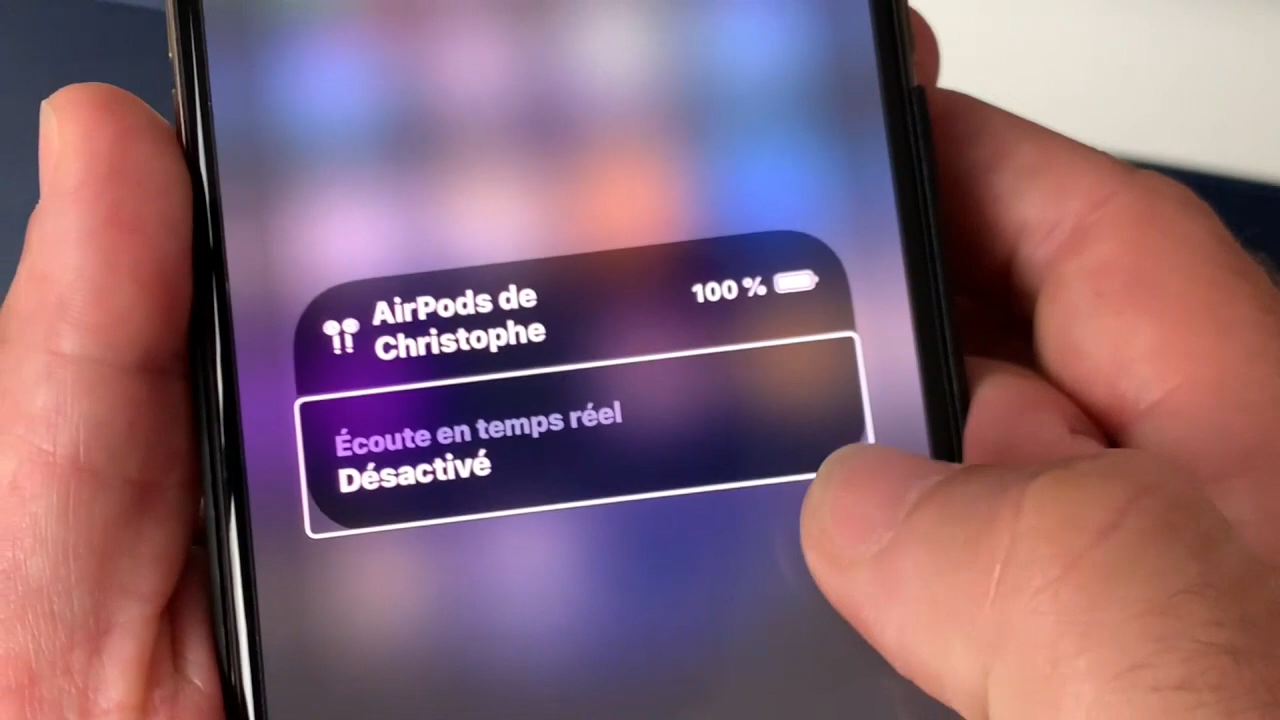 AirPods de
Christophe
100 %
Écoute en temps réel
Désactivé